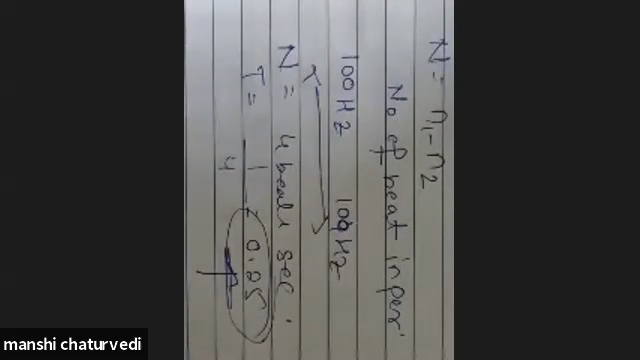 N = n1 - n2
No of beat in per
100 Hz 109 Hz
N = 4 beats sec.
T = 1/4 = 0.25
manshi chaturvedi